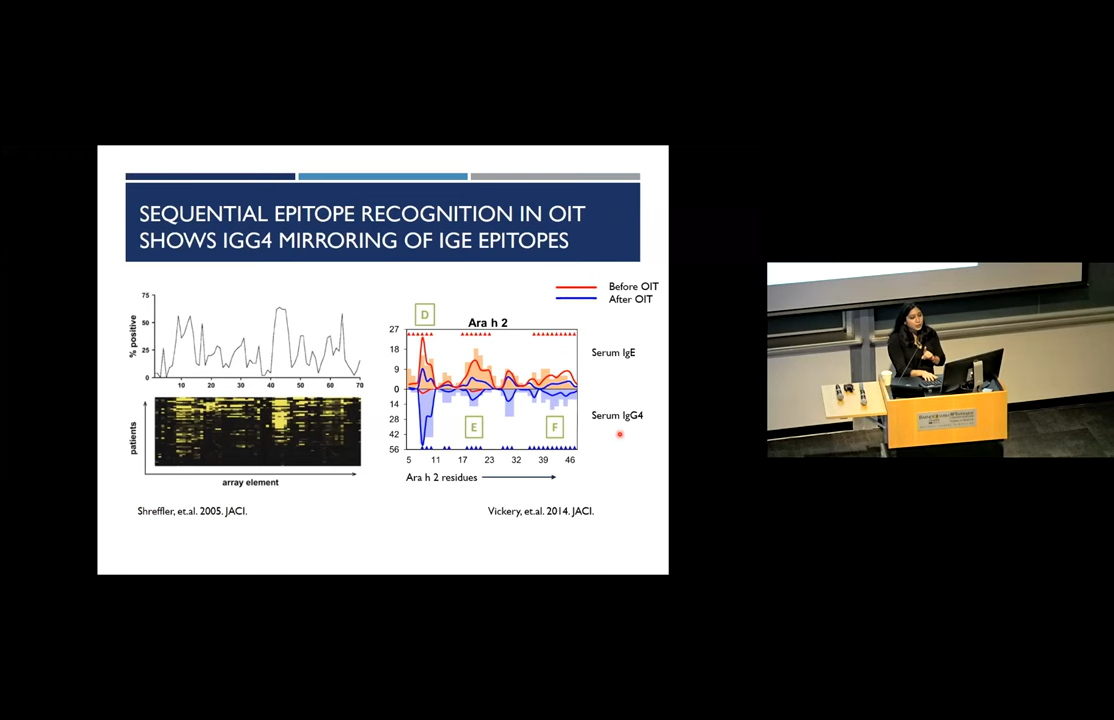 SEQUENTIAL EPITOPE RECOGNITION IN OIT
SHOWS IGG4 MIRRORING OF IGE EPITOPES
75
50
25
0
% positive
10
20
30
40
50
60
70
patients
array element
Shreffler, et.al. 2005. JACI.
Before OIT
After OIT
D
Ara h 2
27
18
9
0
14
28
42
56
Serum IgE
Serum IgG4
E
F
5
11
17
23
32
39
46
Ara h 2 residues
Vickery, et.al. 2014. JACI.